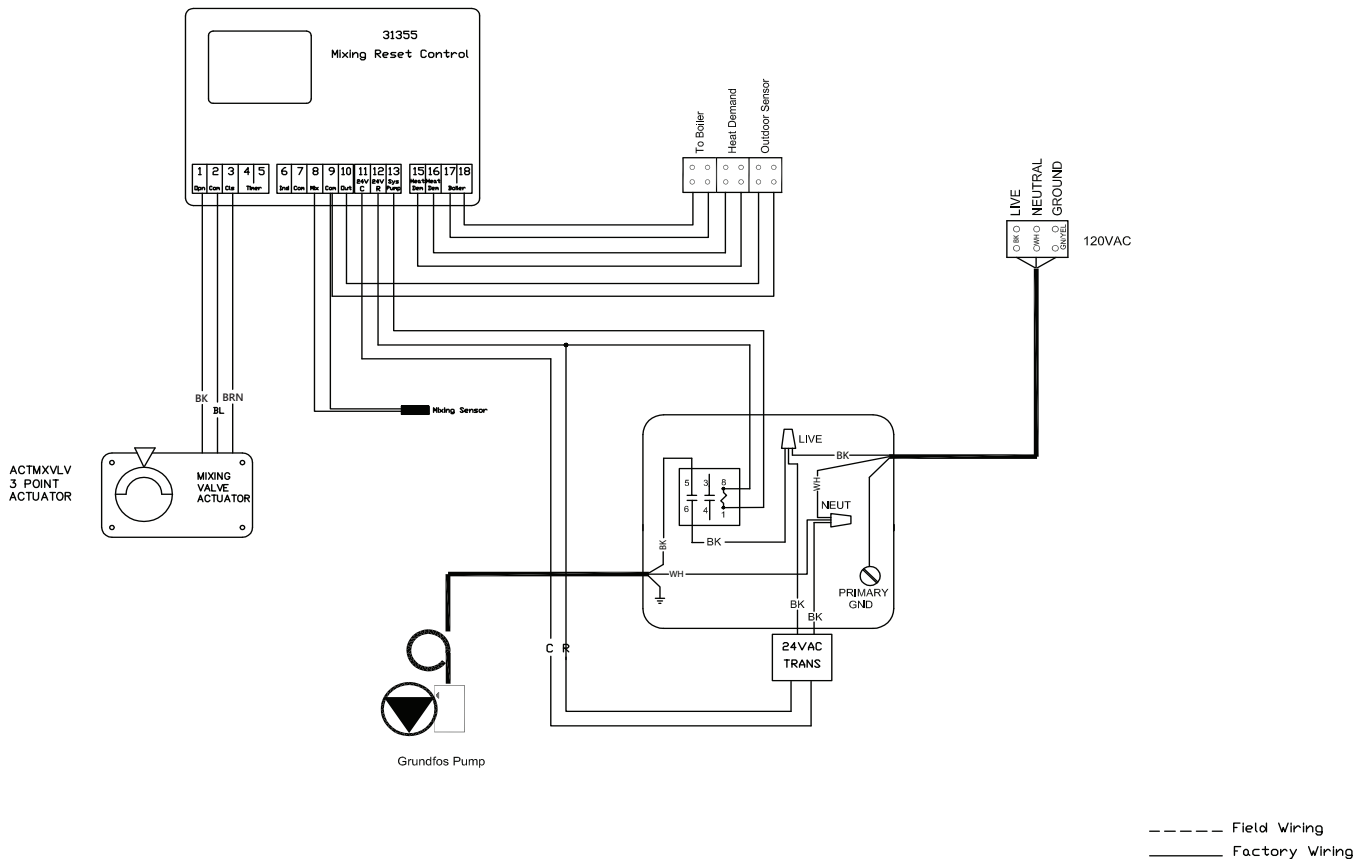 31355
Mixing Reset Control
1 2 3 4 5 6 7 8 9 10 11 12 13 15 16 17 18
Opn Com Cls Tmer Ind Com Mix Com Out 24V C 24V R Sys Pump Heat Dem Heat Dem Boiler
To Boiler
Heat Demand
Outdoor Sensor
LIVE
NEUTRAL
GROUND
BK
WH
GN/YEL
120VAC
BK
BL
BRN
Mixing Sensor
ACTMXVLV
3 POINT
ACTUATOR
MIXING
VALVE
ACTUATOR
LIVE
BK
WH
NEUT
5 3 8
6 4 1
BK
BK
WH
PRIMARY
GND
BK
BK
24VAC
TRANS
C R
Grundfos Pump
Field Wiring
Factory Wiring